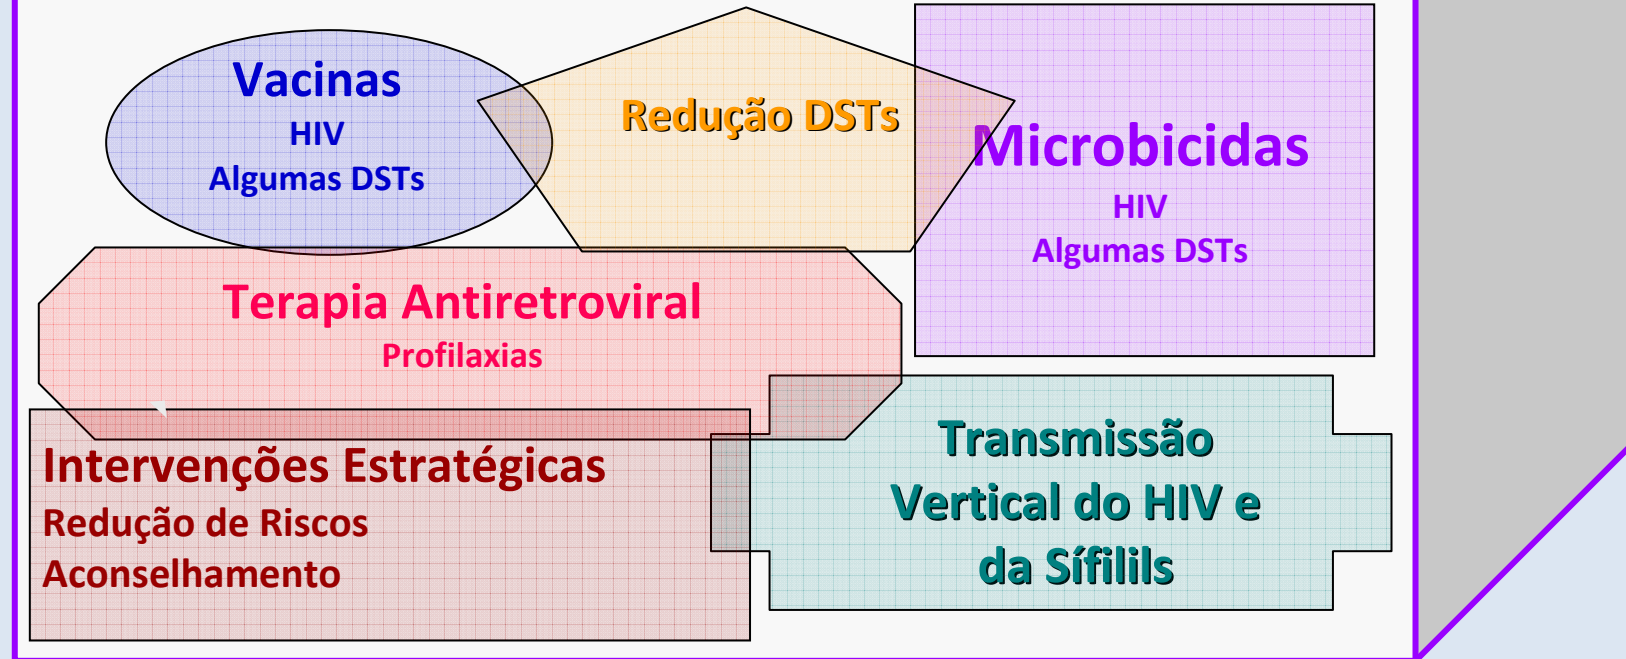 Vacinas
HIV
Algumas DSTs
Redução DSTs
Microbicidas
HIV
Algumas DSTs
Terapia Antiretroviral
Profilaxias
Intervenções Estratégicas
Redução de Riscos
Aconselhamento
Transmissão
Vertical do HIV e
da Sífilils